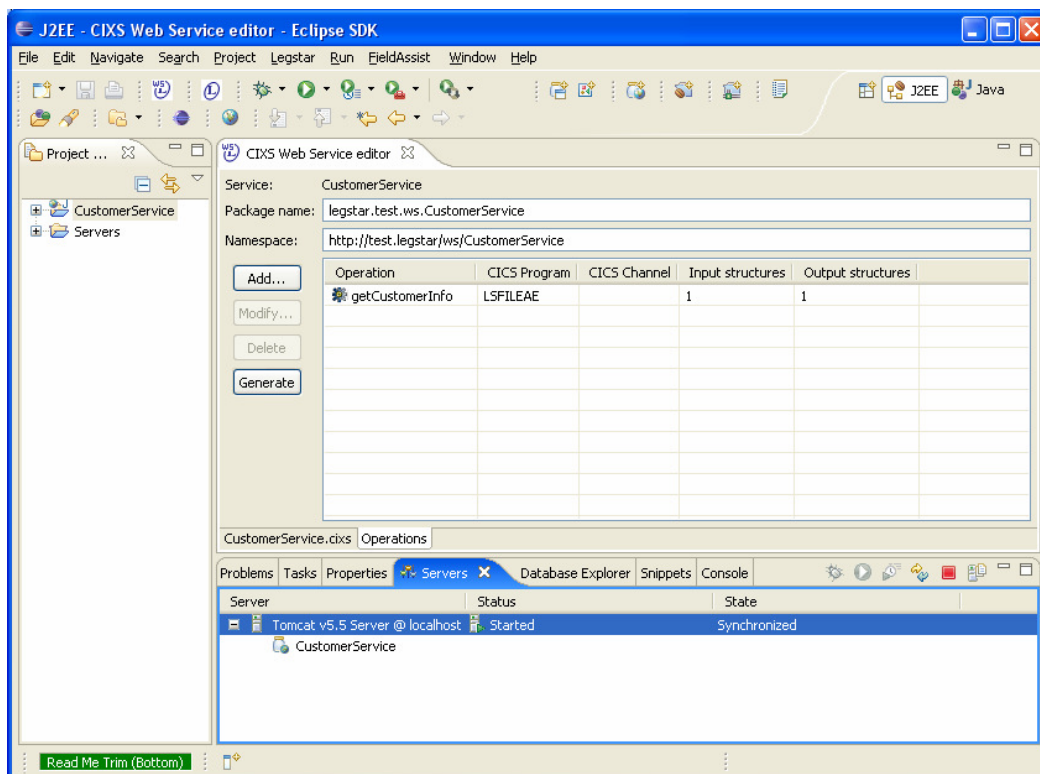 J2EE - CIXS Web Service editor - Eclipse SDK
File Edit Navigate Search Project Legstar Run FieldAssist Window Help
J2EE Java
Project ... CIXS Web Service editor
Service: CustomerService
Package name: legstar.test.ws.CustomerService
Namespace: http://test.legstar/ws/CustomerService
CustomerService
Servers
Add...
Modify...
Delete
Generate
Operation CICS Program CICS Channel Input structures Output structures
getCustomerInfo LSFILEAE 1 1
CustomerService.cixs Operations
Problems Tasks Properties Servers Database Explorer Snippets Console
Server Status State
Tomcat v5.5 Server @ localhost Started Synchronized
CustomerService
Read Me Trim (Bottom)